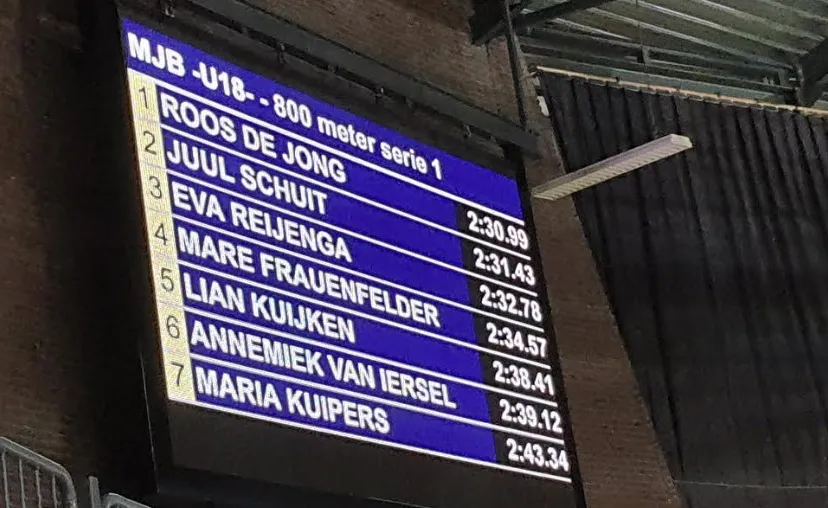 MJB -U18- - 800 meter serie 1
1 ROOS DE JONG 2:30.99
2 JUUL SCHUIT 2:31.43
3 EVA REIJENGA 2:32.78
4 MARE FRAUENFELDER 2:34.57
5 LIAN KUIJKEN 2:38.41
6 ANNEMIEK VAN IERSEL 2:39.12
7 MARIA KUIPERS 2:43.34